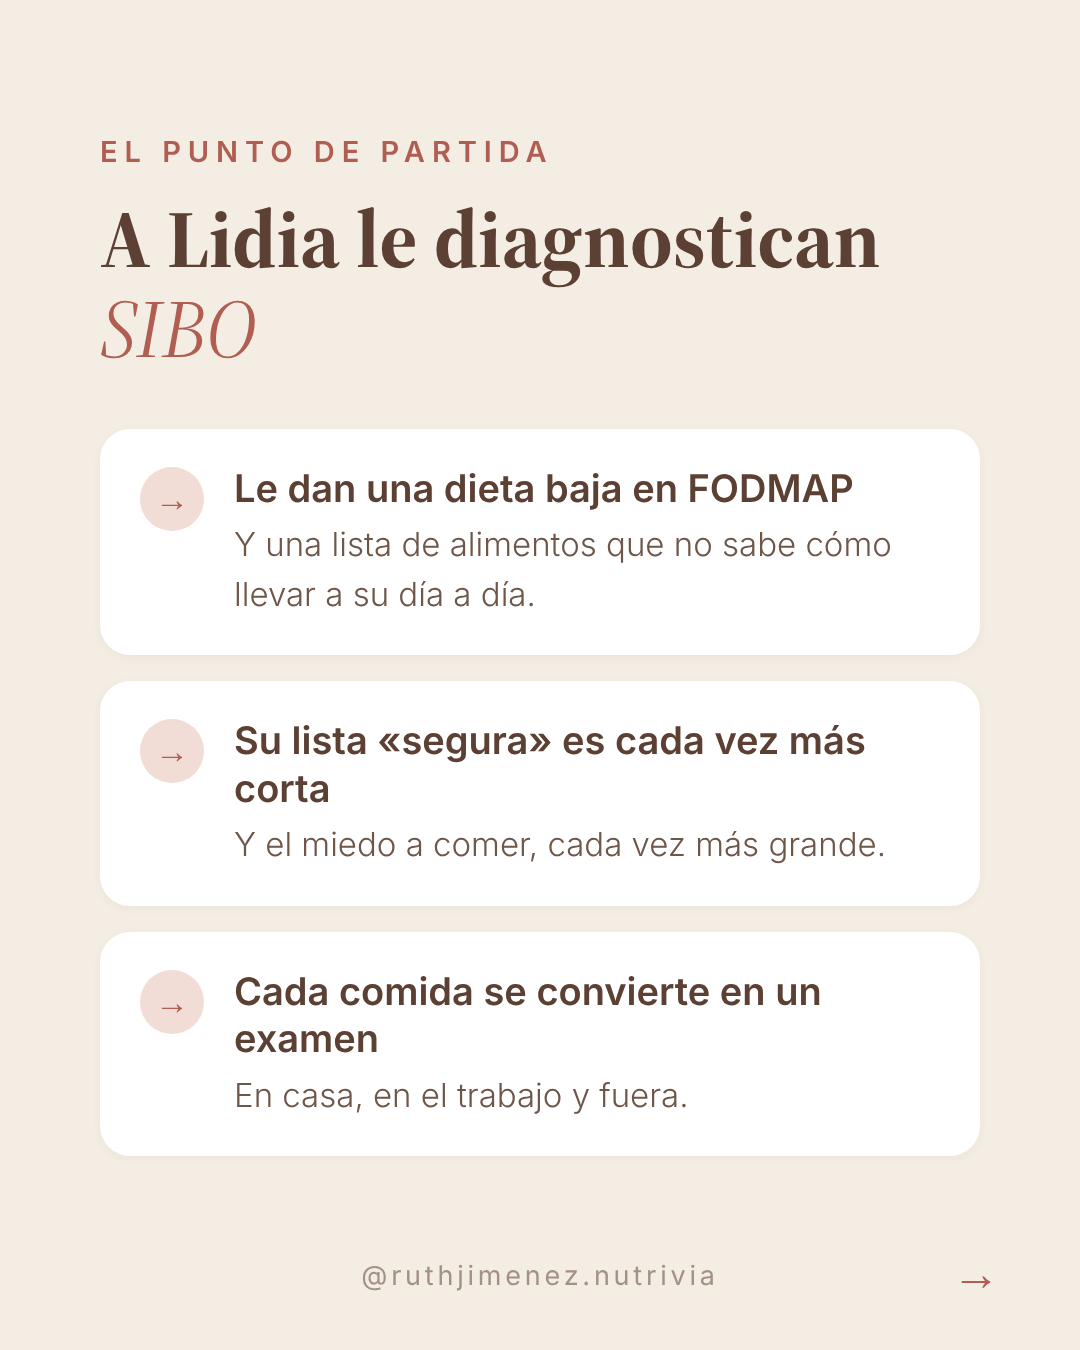 EL PUNTO DE PARTIDA
A Lidia le diagnostican
SIBO
→ Le dan una dieta baja en FODMAP
Y una lista de alimentos que no sabe cómo
llevar a su día a día.
→ Su lista «segura» es cada vez más
corta
Y el miedo a comer, cada vez más grande.
→ Cada comida se convierte en un
examen
En casa, en el trabajo y fuera.
@ruthjimenez.nutrivia →